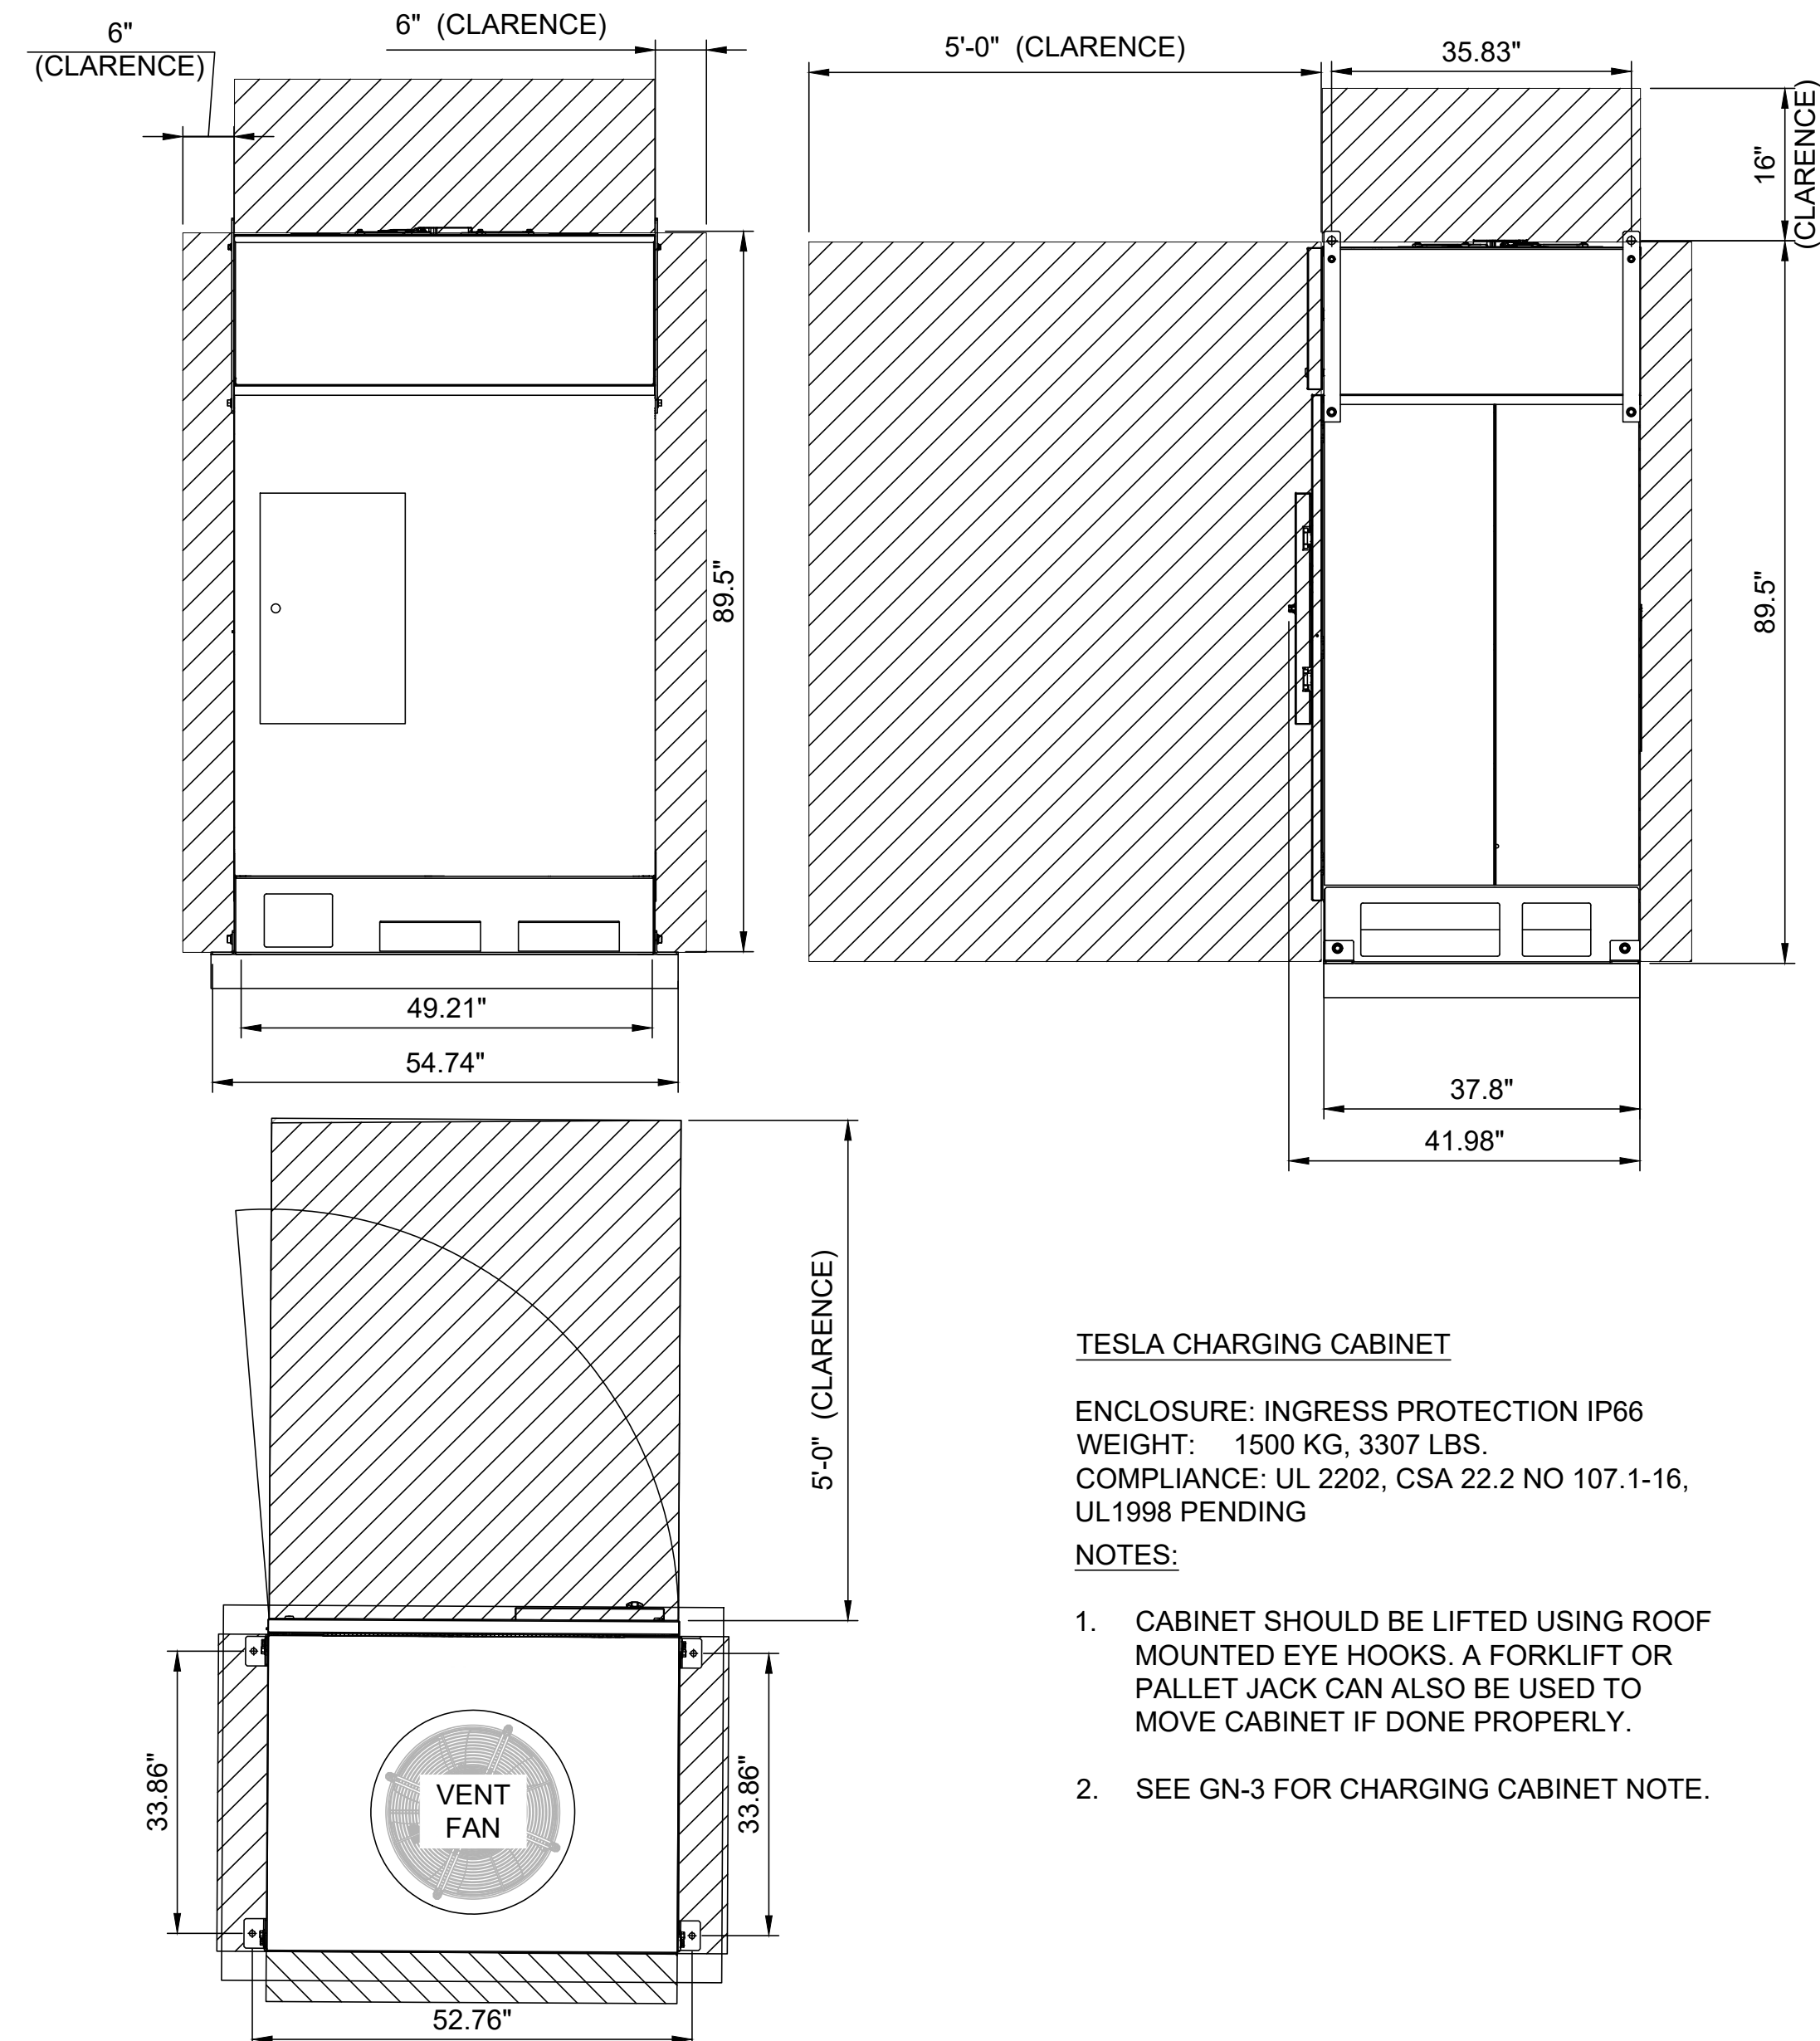 6"
(CLARENCE)
6" (CLARENCE)
89.5"
49.21"
54.74"
5'-0" (CLARENCE)
35.83"
16"
(CLARENCE)
89.5"
37.8"
41.98"
5'-0" (CLARENCE)
33.86"
VENT
FAN
33.86"
52.76"
TESLA CHARGING CABINET
ENCLOSURE: INGRESS PROTECTION IP66
WEIGHT: 1500 KG, 3307 LBS.
COMPLIANCE: UL 2202, CSA 22.2 NO 107.1-16,
UL1998 PENDING
NOTES:
1. CABINET SHOULD BE LIFTED USING ROOF
MOUNTED EYE HOOKS. A FORKLIFT OR
PALLET JACK CAN ALSO BE USED TO
MOVE CABINET IF DONE PROPERLY.
2. SEE GN-3 FOR CHARGING CABINET NOTE.